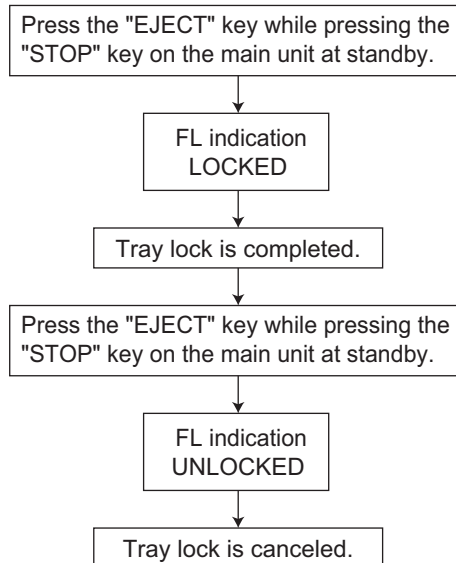 Press the "EJECT" key while pressing the
"STOP" key on the main unit at standby.
FL indication
LOCKED
Tray lock is completed.
Press the "EJECT" key while pressing the
"STOP" key on the main unit at standby.
FL indication
UNLOCKED
Tray lock is canceled.